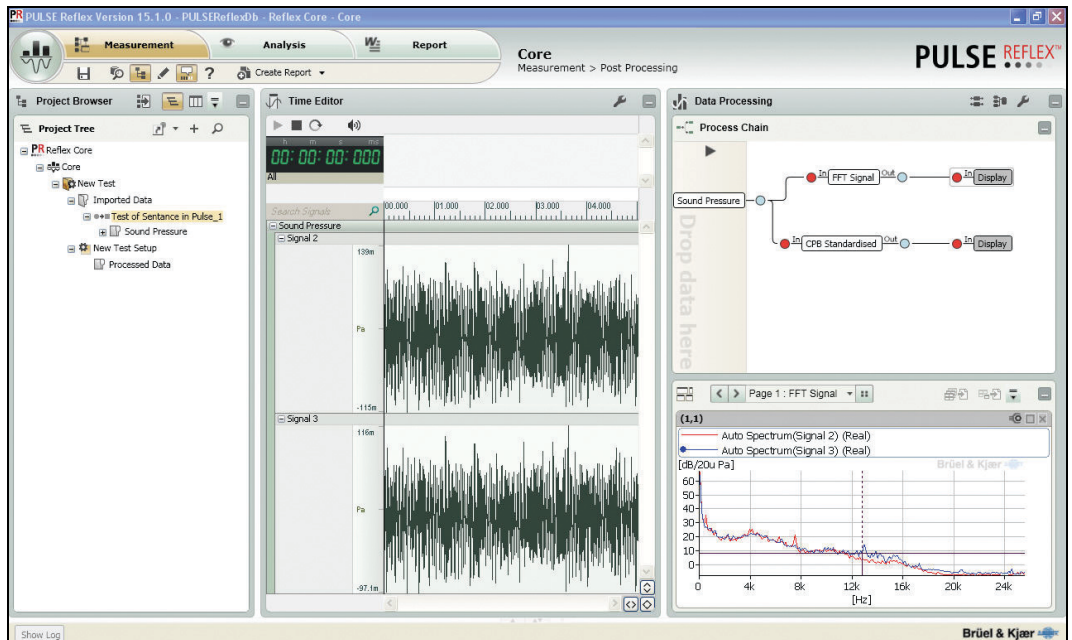 PULSE Reflex Version 15.1.0 - PULSEReflexDb - Reflex Core - Core
Measurement
Analysis
Report
Create Report
Core
Measurement > Post Processing
PULSE REFLEX™
Project Browser
Project Tree
PR Reflex Core
Core
New Test
Imported Data
Test of Sentance in Pulse_1
Sound Pressure
New Test Setup
Processed Data
Time Editor
h m s ms
00:00:00:000
All
Search Signals
00.000 01.000 02.000 03.000 04.000
Sound Pressure
Signal 2
139m
Pa
-115m
Signal 3
116m
Pa
-97.1m
Data Processing
Process Chain
Drop data here
Sound Pressure
In FFT Signal Out In Display
In CPB Standardised Out In Display
Page 1 : FFT Signal
(1,1)
Auto Spectrum(Signal 2) (Real)
Auto Spectrum(Signal 3) (Real)
[dB/20u Pa]
Brüel & Kjær
60
50
40
30
20
10
0
0 4k 8k 12k 16k 20k 24k
[Hz]
Show Log
Brüel & Kjær